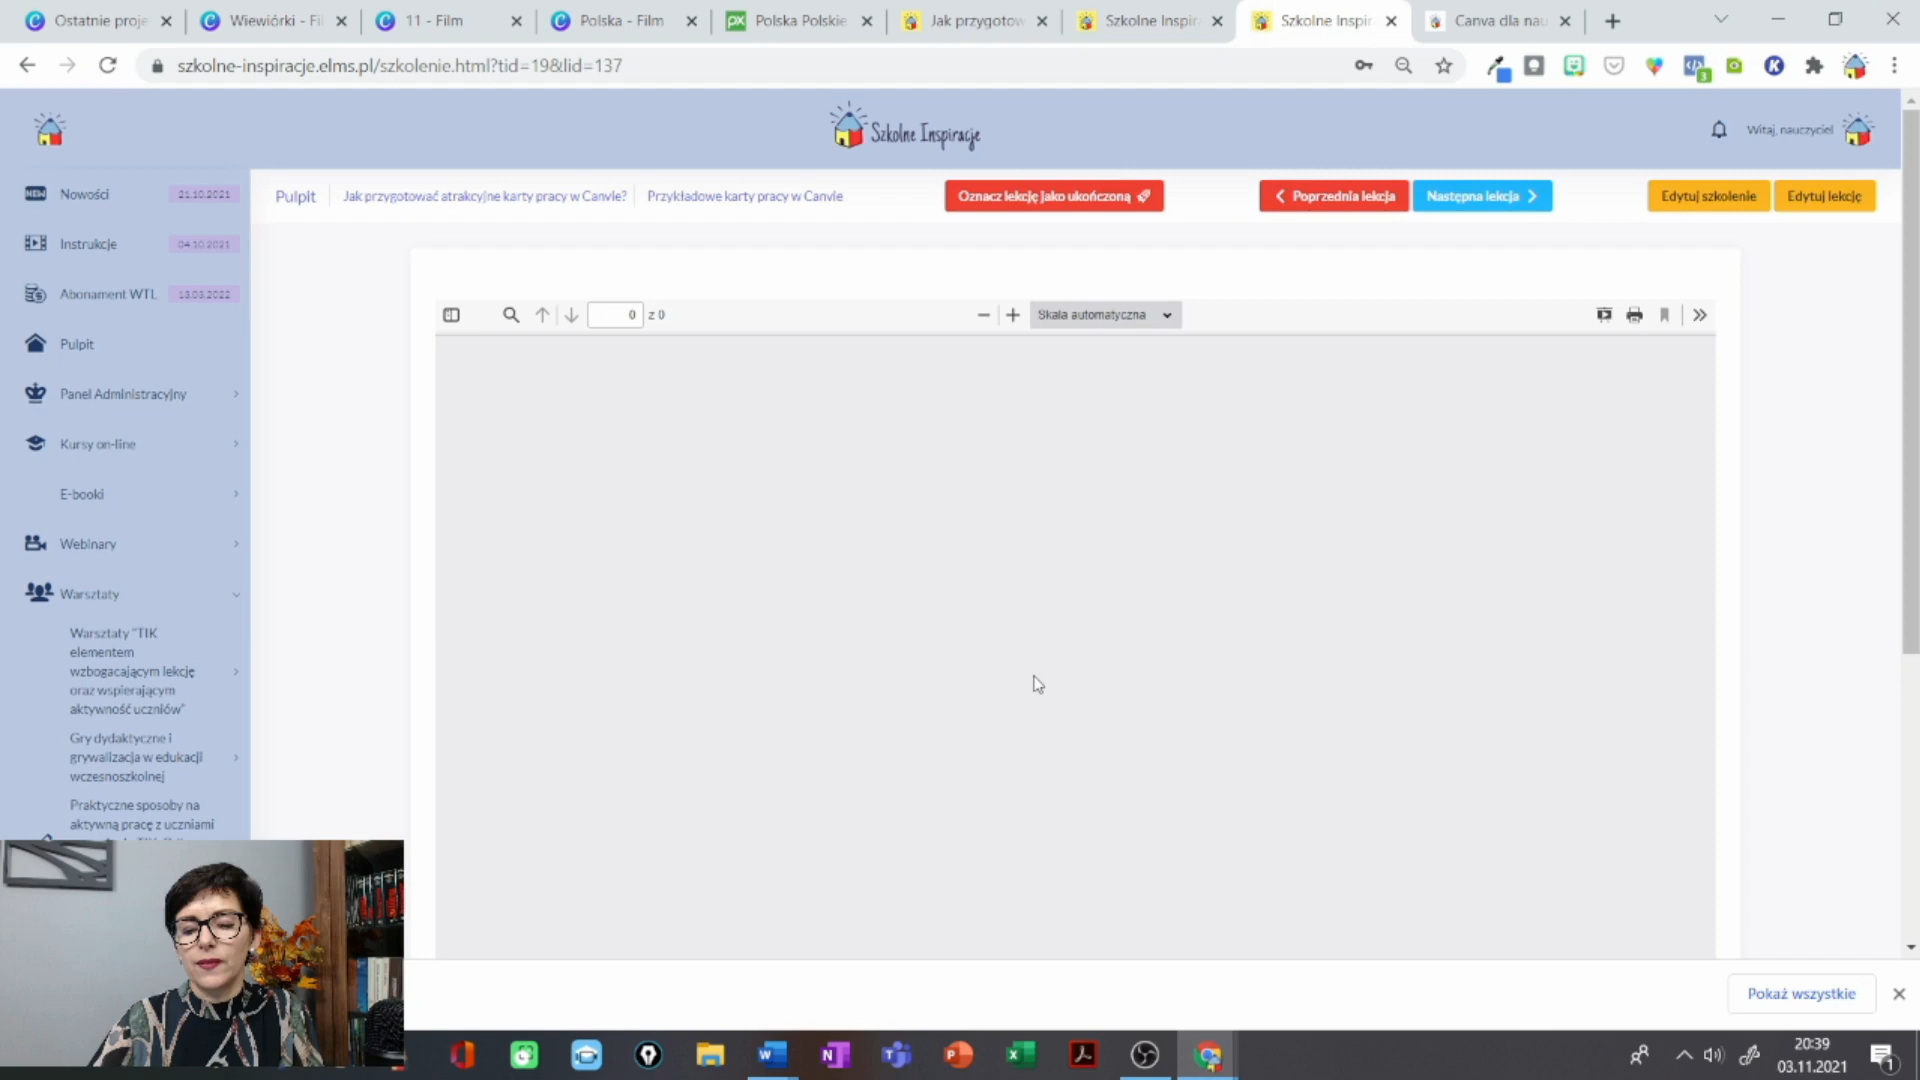 Ostatnie proje
Wiewiórki - Fil
11 - Film
Polska - Film
Polska Polskie
Jak przygotow
Szkolne Inspir
Szkolne Inspir
Canva dla nau
szkolne-inspiracje.elms.pl/szkolenie.html?tid=19&lid=137
Szkolne Inspiracje
Witaj, nauczyciel
NEW Nowości 21.10.2021
Pulpit
Jak przygotować atrakcyjne karty pracy w Canvie?
Przykładowe karty pracy w Canvie
Oznacz lekcję jako ukończoną
Poprzednia lekcja
Następna lekcja
Edytuj szkolenie
Edytuj lekcję
Instrukcje 04.10.2021
Abonament WTL 13.03.2022
0 z 0
Skala automatyczna
Pulpit
Panel Administracyjny
Kursy on-line
E-booki
Webinary
Warsztaty
Warsztaty "TIK
elementem
wzbogacającym lekcję
oraz wspierającym
aktywność uczniów"
Gry dydaktyczne i
grywalizacja w edukacji
wczesnoszkolnej
Praktyczne sposoby na
aktywną pracę z uczniami
Pokaż wszystkie
20:39
03.11.2021